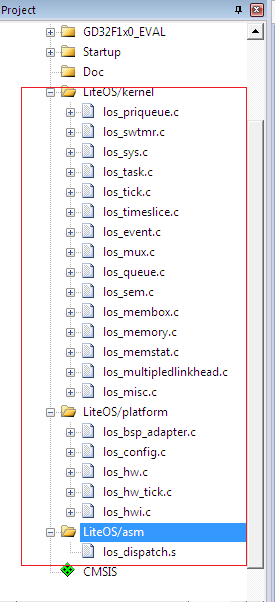 Project
GD32F1x0_EVAL
Startup
Doc
LiteOS/kernel
los_priqueue.c
los_swtmr.c
los_sys.c
los_task.c
los_tick.c
los_timeslice.c
los_event.c
los_mux.c
los_queue.c
los_sem.c
los_membox.c
los_memory.c
los_memstat.c
los_multipledlinkhead.c
los_misc.c
LiteOS/platform
los_bsp_adapter.c
los_config.c
los_hw.c
los_hw_tick.c
los_hwi.c
LiteOS/asm
los_dispatch.s
CMSIS